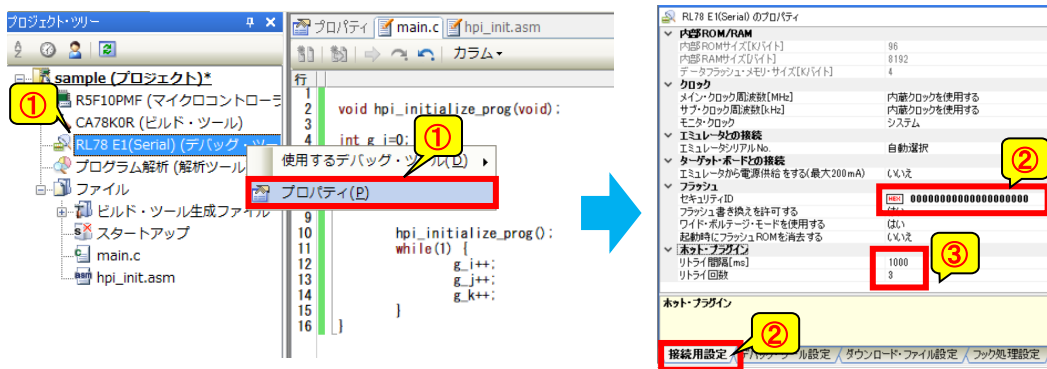 プロジェクト・ツリー
sample (プロジェクト)*
R5F10PMF (マイクロコントローラ
CA78K0R (ビルド・ツール)
RL78 E1(Serial) (デバッグ・ツー
プログラム解析 (解析ツール
ファイル
ビルド・ツール生成ファイル
スタートアップ
main.c
hpi_init.asm
①
プロパティ main.c hpi_init.asm
カラム
行
1
2 void hpi_initialize_prog(void);
3
4 int g_i=0;
①
使用するデバッグ・ツール(D)
プロパティ(P)
9
10 hpi_initialize_prog();
11 while(1) {
12 g_i++;
13 g_j++;
14 g_k++;
15 }
16 }
RL78 E1(Serial) のプロパティ
内部ROM/RAM
内部ROMサイズ[Kバイト] 96
内部RAMサイズ[バイト] 8192
データフラッシュ・メモリ・サイズ[Kバイト] 4
クロック
メイン・クロック周波数[MHz] 内蔵クロックを使用する
サブ・クロック周波数[kHz] 内蔵クロックを使用する
モニタ・クロック システム
エミュレータとの接続
エミュレータシリアルNo. 自動選択
ターゲット・ボードとの接続
エミュレータから電源供給をする(最大200mA) いいえ
②
フラッシュ
セキュリティID HEX 00000000000000000000
フラッシュ書き換えを許可する はい
ワイド・ボルテージ・モードを使用する はい
起動時にフラッシュROMを消去する いいえ
ホット・プラグイン
リトライ間隔[ms] 1000
リトライ回数 3
③
ホット・プラグイン
②
接続用設定 デバッグ・ツール設定 ダウンロード・ファイル設定 フック処理設定